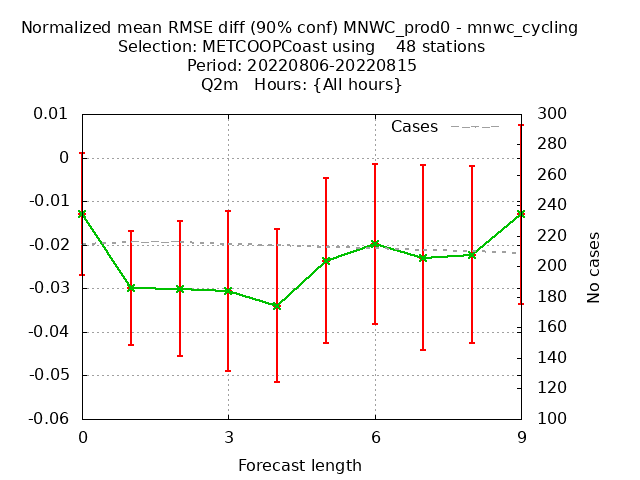 Normalized mean RMSE diff (90% conf) MNWC_prod0 - mnwc_cycling
Selection: METCOOPCoast using    48 stations
Period: 20220806-20220815
Q2m   Hours: {All hours}
Cases
0.01
0
-0.01
-0.02
-0.03
-0.04
-0.05
-0.06
300
280
260
240
220
200
180
160
140
120
100
No cases
0 3 6 9
Forecast length